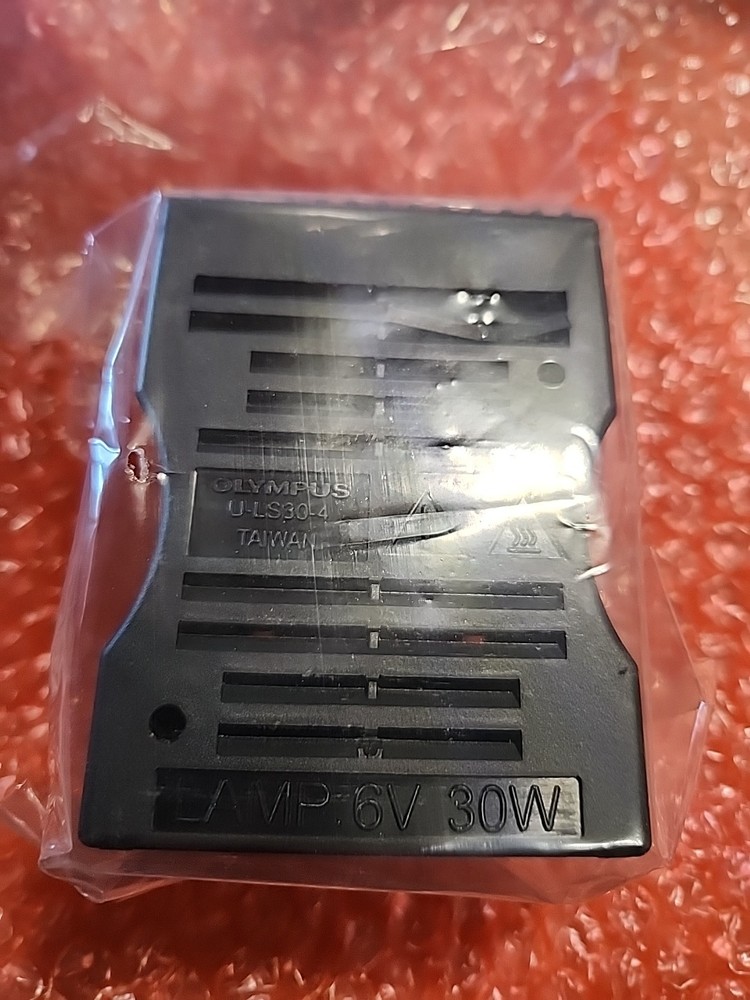 OLYMPUS
U-LS30-4
TAIWAN
LAMP 6V 30W